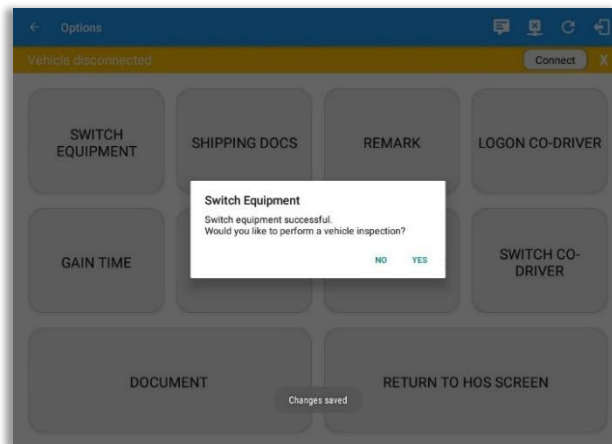 Options
Vehicle disconnected
Connect
X
SWITCH
EQUIPMENT
SHIPPING DOCS
REMARK
LOGON CO-DRIVER
Switch Equipment
Switch equipment successful.
Would you like to perform a vehicle inspection?
NO
YES
GAIN TIME
SWITCH CO-
DRIVER
DOCUMENT
RETURN TO HOS SCREEN
Changes saved